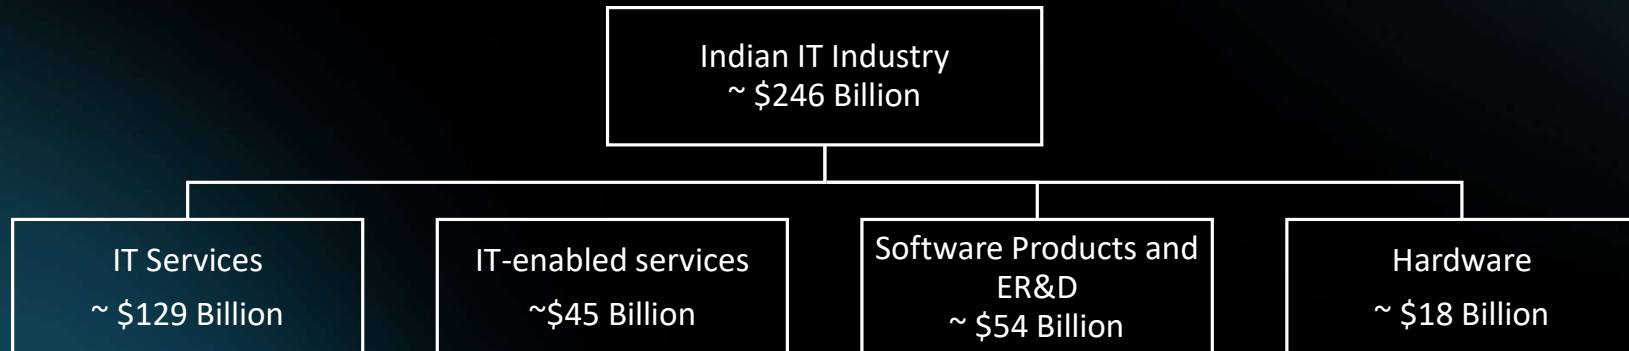 Indian IT Industry
~ $246 Billion
IT Services
~ $129 Billion
IT-enabled services
~$45 Billion
Software Products and
ER&D
~ $54 Billion
Hardware
~ $18 Billion